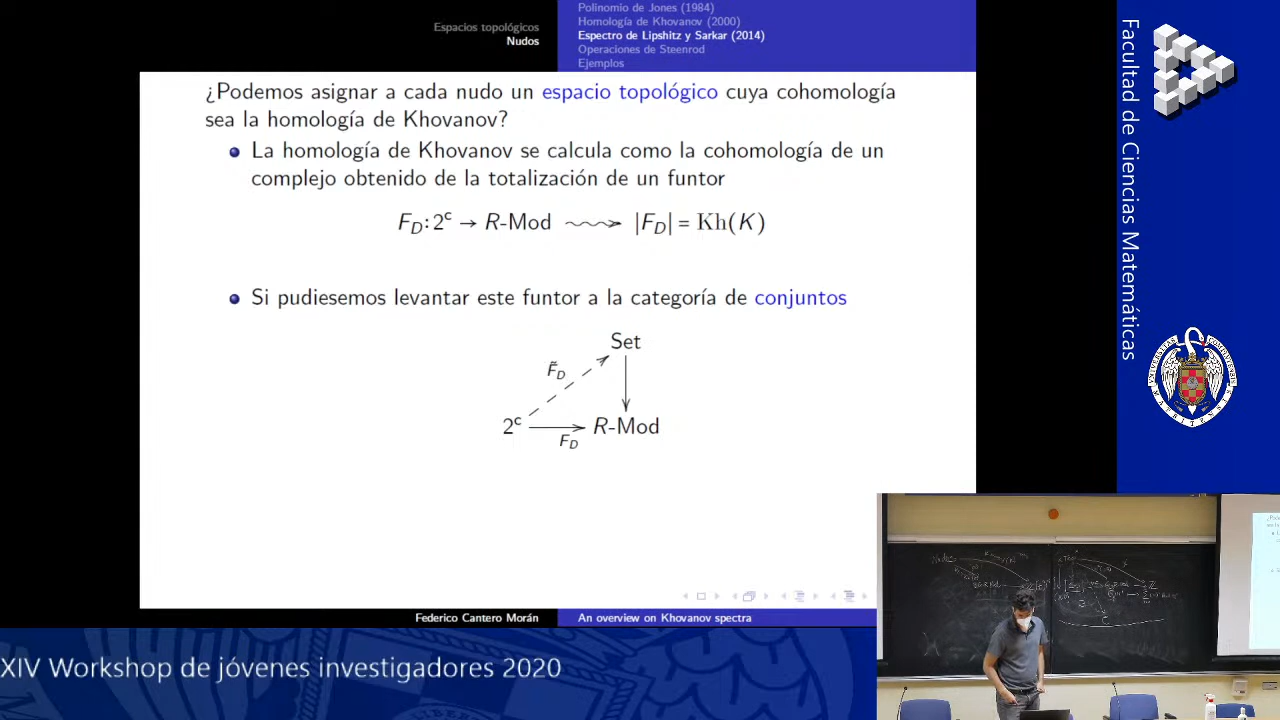 Espacios topológicos
Nudos
Polinomio de Jones (1984)
Homología de Khovanov (2000)
Espectro de Lipshitz y Sarkar (2014)
Operaciones de Steenrod
Ejemplos
¿Podemos asignar a cada nudo un espacio topológico cuya cohomología
sea la homología de Khovanov?
La homología de Khovanov se calcula como la cohomología de un
complejo obtenido de la totalización de un funtor
F_D: 2^c → R-Mod ⟿ |F_D| = Kh(K)
Si pudiesemos levantar este funtor a la categoría de conjuntos
Set
F̃_D
2^c → R-Mod
F_D
Federico Cantero Morán
An overview on Khovanov spectra
XIV Workshop de jóvenes investigadores 2020
Facultad de Ciencias Matemáticas